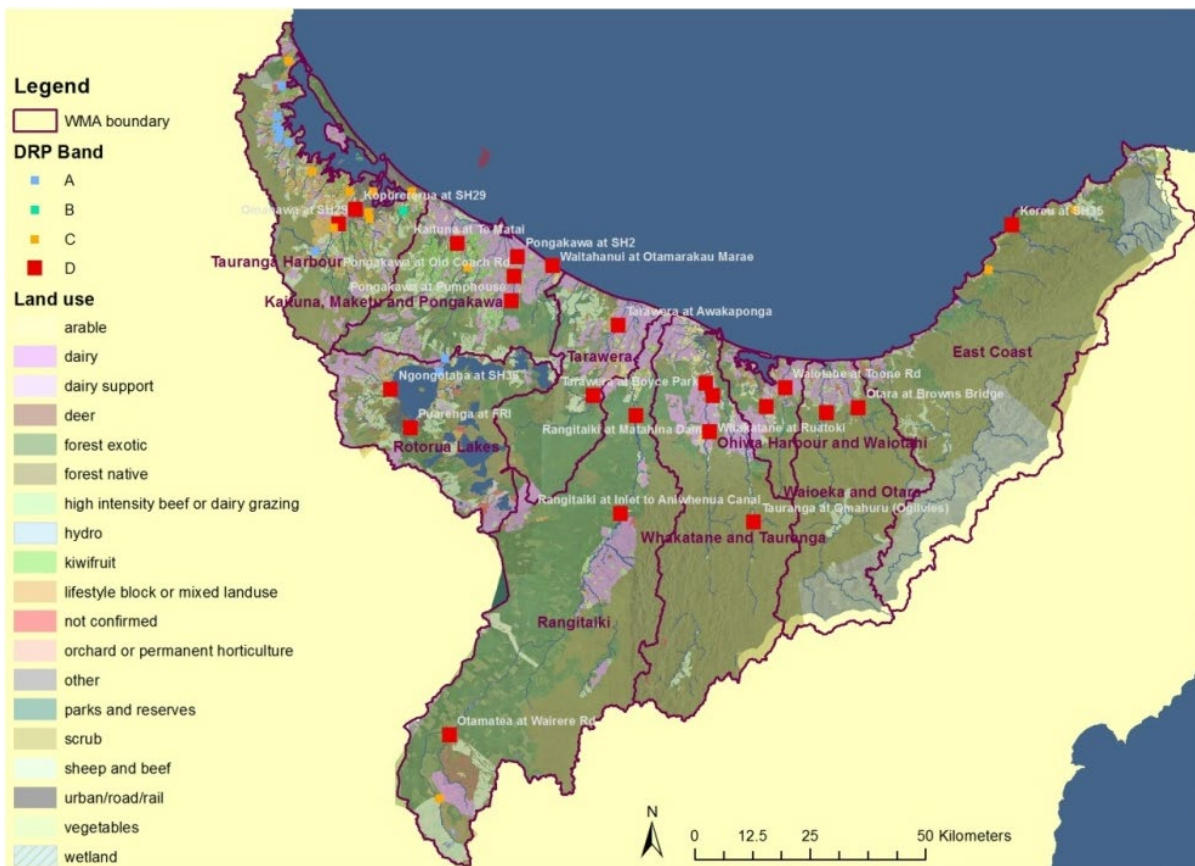 Legend
WMA boundary
DRP Band
A
B
C
D
Land use
arable
dairy
dairy support
deer
forest exotic
forest native
high intensity beef or dairy grazing
hydro
kiwifruit
lifestyle block or mixed landuse
not confirmed
orchard or permanent horticulture
other
parks and reserves
scrub
sheep and beef
urban/road/rail
vegetables
wetland
Kopurererua at SH29
Omanawa at SH29
Tauranga Harbour
Kaituna at Te Matai
Pongakawa at SH2
Pongakawa at Old Coach Rd
Waitahanui at Otamarakau Marae
Pongakawa at Pumphouse
Kaituna, Maketu and Pongakawa
Kereu at SH35
Tarawera at Awakaponga
Tarawera
East Coast
Ngongotaha at SH36
Tarawera at Boyce Park
Waiotahe at Toone Rd
Otara at Browns Bridge
Puarenga at FRI
Rangitaiki at Matahina Dam
Whakatane at Ruatoki
Rotorua Lakes
Ohiwa Harbour and Waiotahi
Rangitaiki at Inlet to Aniwhenua Canal
Waioeka and Otara
Tauranga at Omahuru (Ogilvies)
Whakatane and Tauranga
Rangitaiki
Otamatea at Wairere Rd
N
0 12.5 25 50 Kilometers